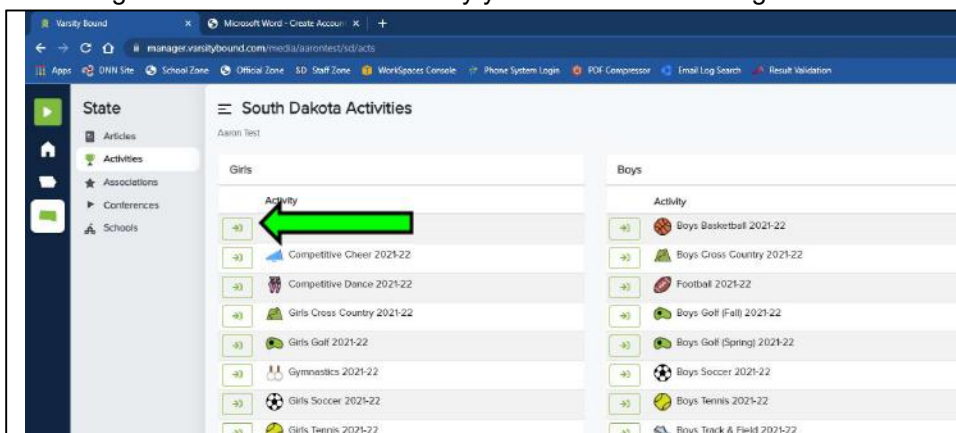 Varsity Bound
Microsoft Word - Create Accoun
manager.varsitybound.com/media/aarontest/sd/acts
Apps DNN Site School Zone Official Zone SD Staff Zone WorkSpaces Console Phone System Login PDF Compressor Email Log Search Result Validation
State
Articles
Activities
Associations
Conferences
Schools
South Dakota Activities
Aaron Test
Girls
Activity
Competitive Cheer 2021-22
Competitive Dance 2021-22
Girls Cross Country 2021-22
Girls Golf 2021-22
Gymnastics 2021-22
Girls Soccer 2021-22
Girls Tennis 2021-22
Boys
Activity
Boys Basketball 2021-22
Boys Cross Country 2021-22
Football 2021-22
Boys Golf (Fall) 2021-22
Boys Golf (Spring) 2021-22
Boys Soccer 2021-22
Boys Tennis 2021-22
Boys Track & Field 2021-22